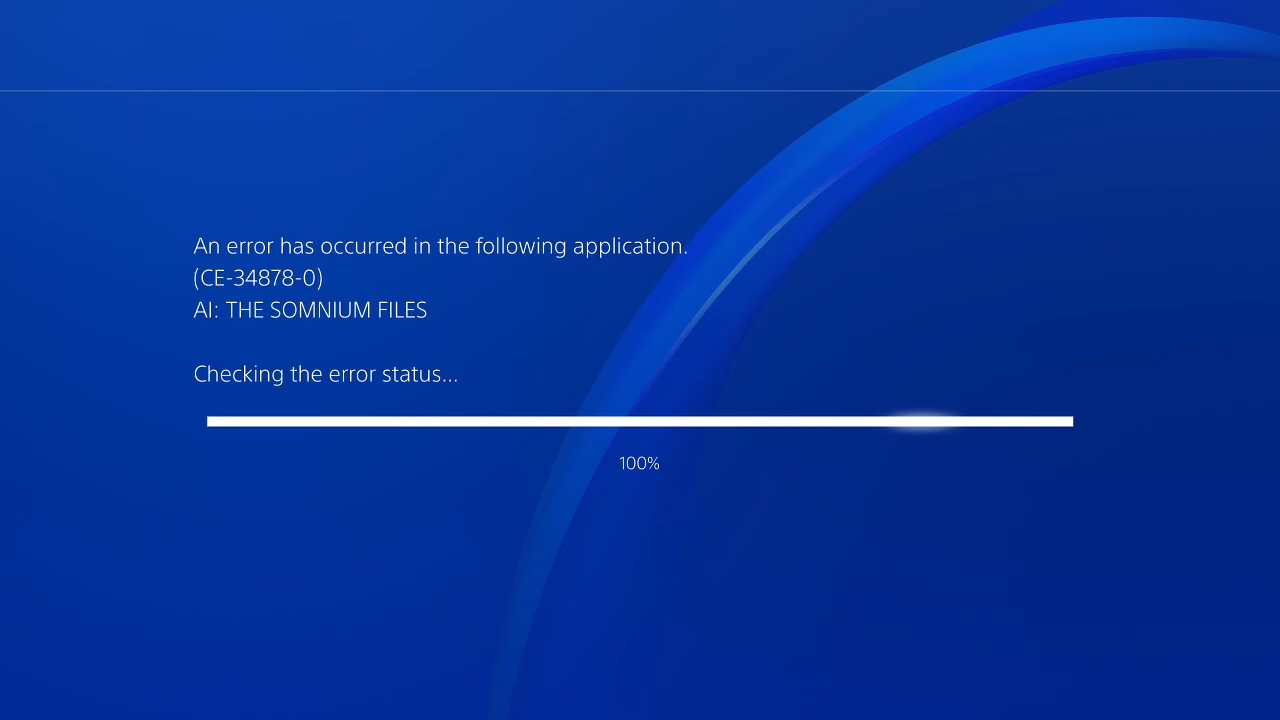 An error has occurred in the following application.
(CE-34878-0)
AI: THE SOMNIUM FILES
Checking the error status...
100%